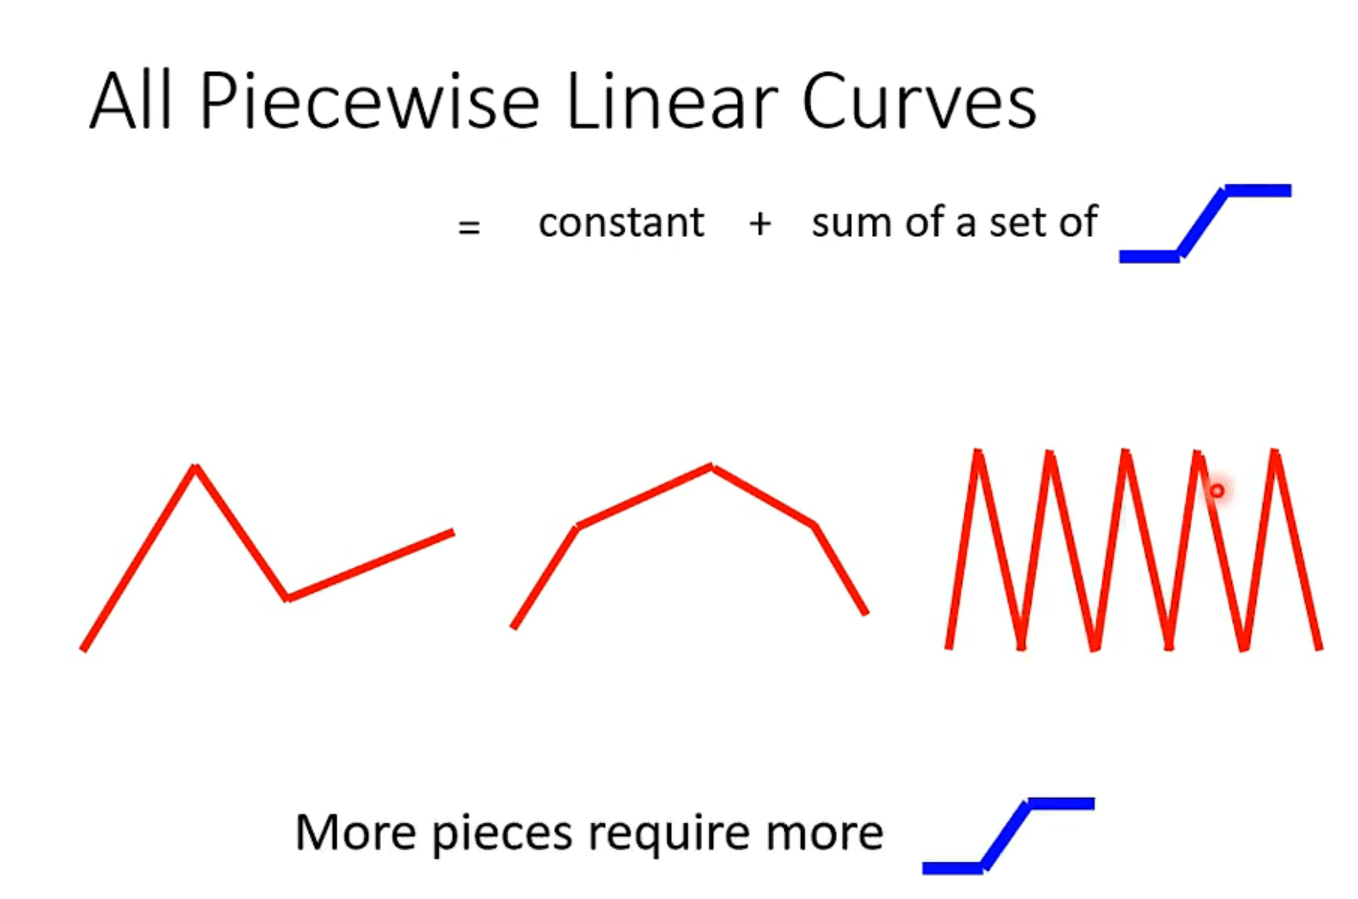 All Piecewise Linear Curves
= constant + sum of a set of
More pieces require more